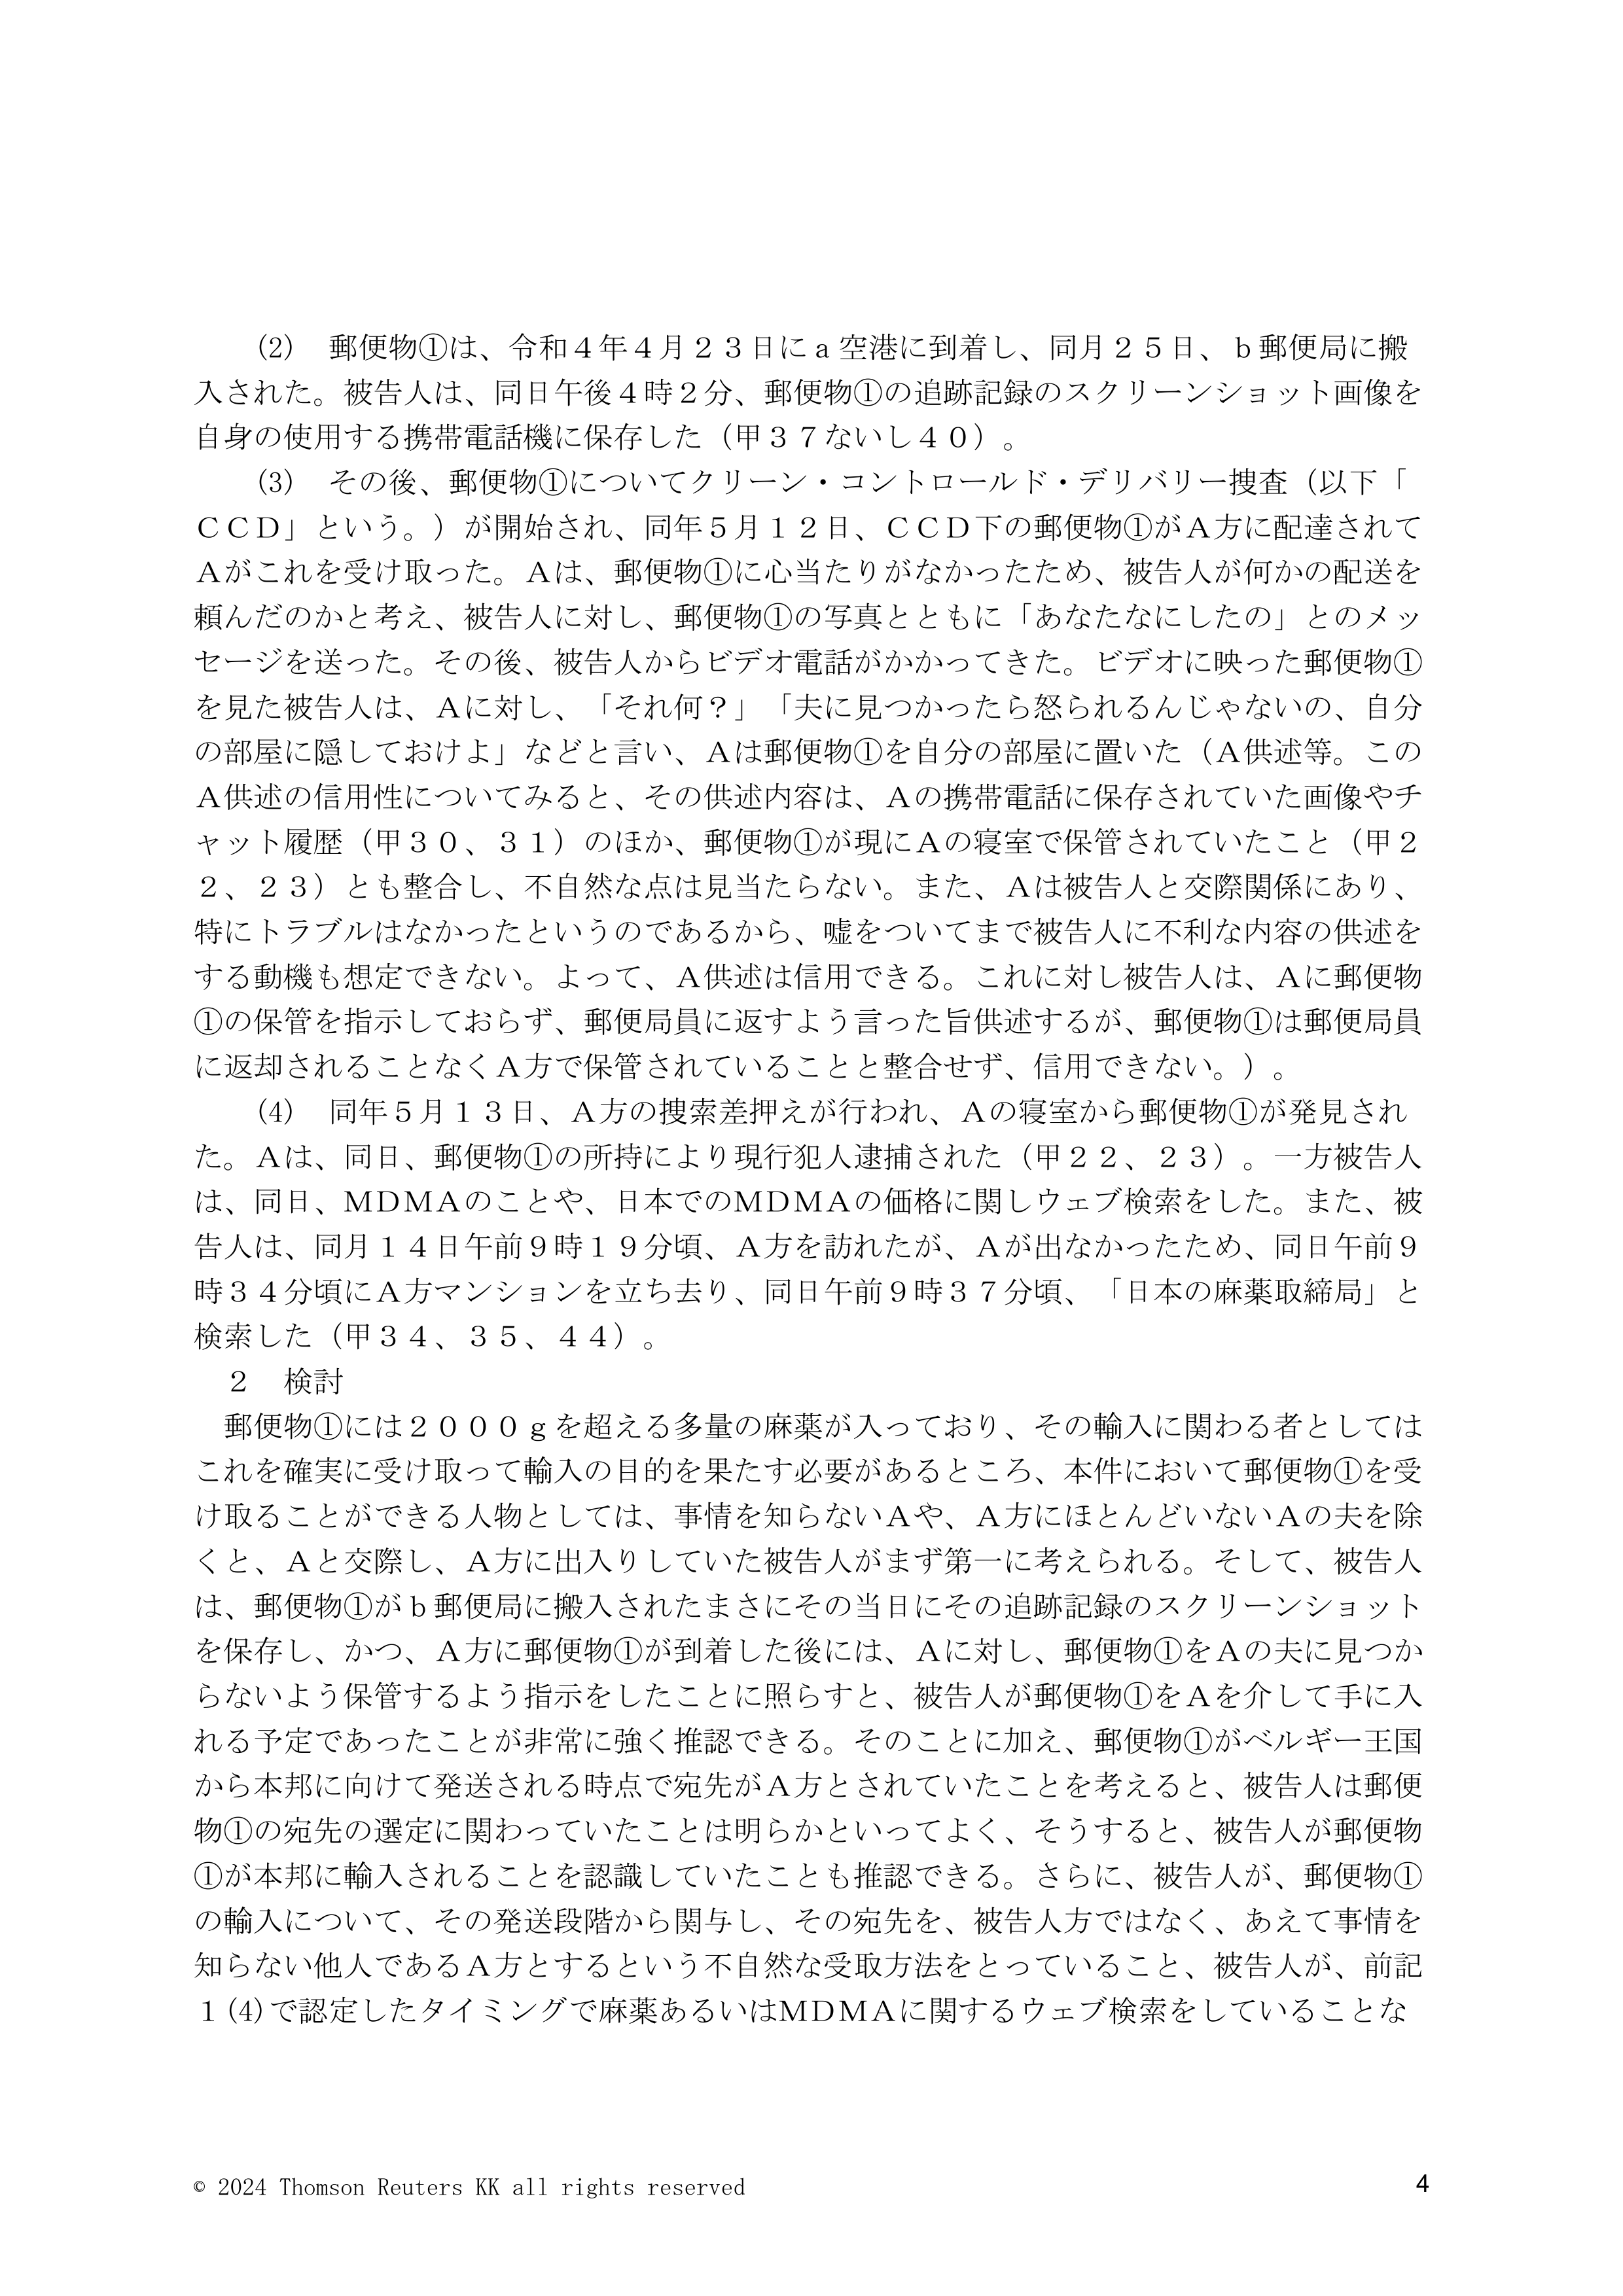 (2)　郵便物①は、令和４年４月２３日にａ空港に到着し、同月２５日、ｂ郵便局に搬
入された。被告人は、同日午後４時２分、郵便物①の追跡記録のスクリーンショット画像を
自身の使用する携帯電話機に保存した（甲３７ないし４０）。
(3)　その後、郵便物①についてクリーン・コントロールド・デリバリー捜査（以下「
ＣＣＤ」という。）が開始され、同年５月１２日、ＣＣＤ下の郵便物①がＡ方に配達されて
Ａがこれを受け取った。Ａは、郵便物①に心当たりがなかったため、被告人が何かの配送を
頼んだのかと考え、被告人に対し、郵便物①の写真とともに「あなたなにしたの」とのメッ
セージを送った。その後、被告人からビデオ電話がかかってきた。ビデオに映った郵便物①
を見た被告人は、Ａに対し、「それ何？」「夫に見つかったら怒られるんじゃないの、自分
の部屋に隠しておけよ」などと言い、Ａは郵便物①を自分の部屋に置いた（Ａ供述等。この
Ａ供述の信用性についてみると、その供述内容は、Ａの携帯電話に保存されていた画像やチ
ャット履歴（甲３０、３１）のほか、郵便物①が現にＡの寝室で保管されていたこと（甲２
２、２３）とも整合し、不自然な点は見当たらない。また、Ａは被告人と交際関係にあり、
特にトラブルはなかったというのであるから、嘘をついてまで被告人に不利な内容の供述を
する動機も想定できない。よって、Ａ供述は信用できる。これに対し被告人は、Ａに郵便物
①の保管を指示しておらず、郵便局員に返すよう言った旨供述するが、郵便物①は郵便局員
に返却されることなくＡ方で保管されていることと整合せず、信用できない。）。
(4)　同年５月１３日、Ａ方の捜索差押えが行われ、Ａの寝室から郵便物①が発見され
た。Ａは、同日、郵便物①の所持により現行犯人逮捕された（甲２２、２３）。一方被告人
は、同日、ＭＤＭＡのことや、日本でのＭＤＭＡの価格に関しウェブ検索をした。また、被
告人は、同月１４日午前９時１９分頃、Ａ方を訪れたが、Ａが出なかったため、同日午前９
時３４分頃にＡ方マンションを立ち去り、同日午前９時３７分頃、「日本の麻薬取締局」と
検索した（甲３４、３５、４４）。
２　検討
郵便物①には２０００ｇを超える多量の麻薬が入っており、その輸入に関わる者としては
これを確実に受け取って輸入の目的を果たす必要があるところ、本件において郵便物①を受
け取ることができる人物としては、事情を知らないＡや、Ａ方にほとんどいないＡの夫を除
くと、Ａと交際し、Ａ方に出入りしていた被告人がまず第一に考えられる。そして、被告人
は、郵便物①がｂ郵便局に搬入されたまさにその当日にその追跡記録のスクリーンショット
を保存し、かつ、Ａ方に郵便物①が到着した後には、Ａに対し、郵便物①をＡの夫に見つか
らないよう保管するよう指示をしたことに照らすと、被告人が郵便物①をＡを介して手に入
れる予定であったことが非常に強く推認できる。そのことに加え、郵便物①がベルギー王国
から本邦に向けて発送される時点で宛先がＡ方とされていたことを考えると、被告人は郵便
物①の宛先の選定に関わっていたことは明らかといってよく、そうすると、被告人が郵便物
①が本邦に輸入されることを認識していたことも推認できる。さらに、被告人が、郵便物①
の輸入について、その発送段階から関与し、その宛先を、被告人方ではなく、あえて事情を
知らない他人であるＡ方とするという不自然な受取方法をとっていること、被告人が、前記
１(4)で認定したタイミングで麻薬あるいはＭＤＭＡに関するウェブ検索をしていることな
© 2024 Thomson Reuters KK all rights reserved
4